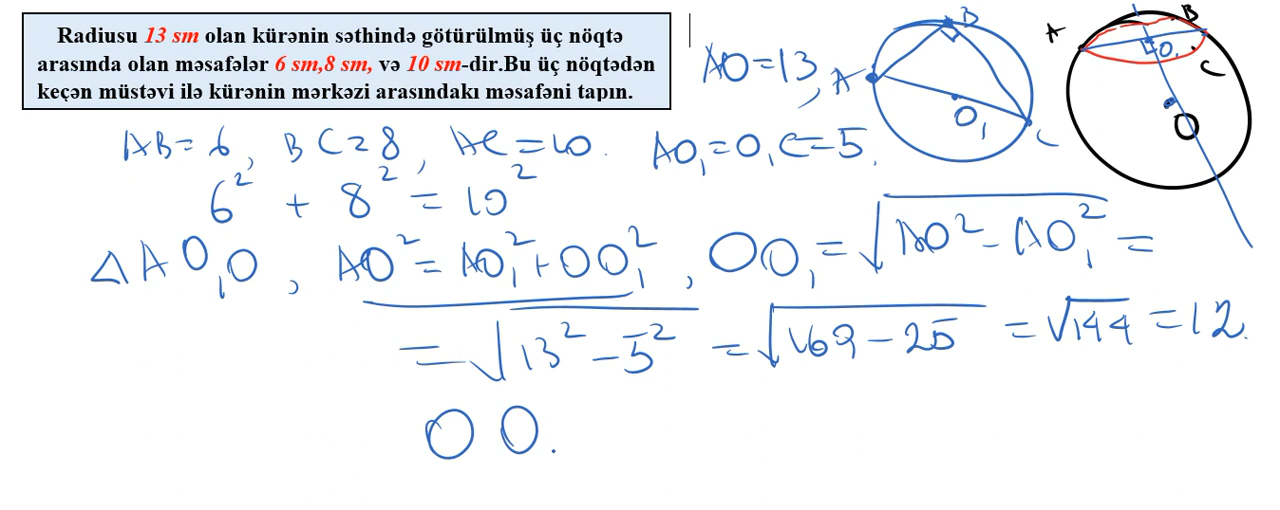 Radiusu 13 sm olan kürənin səthində götürülmüş üç nöqtə
arasında olan məsafələr 6 sm,8 sm, və 10 sm-dir.Bu üç nöqtədən
keçən müstəvi ilə kürənin mərkəzi arasındakı məsafəni tapın.
AO=13,
A B C O₁
A B C O₁ O
AB=6, BC=8, AC=10. AO₁=O₁C=5.
6² + 8² = 10²
△AO₁O, AO²=AO₁²+OO₁², OO₁=√AO²-AO₁² =
=√13²-5² =√169-25 =√144 =12.
OO.